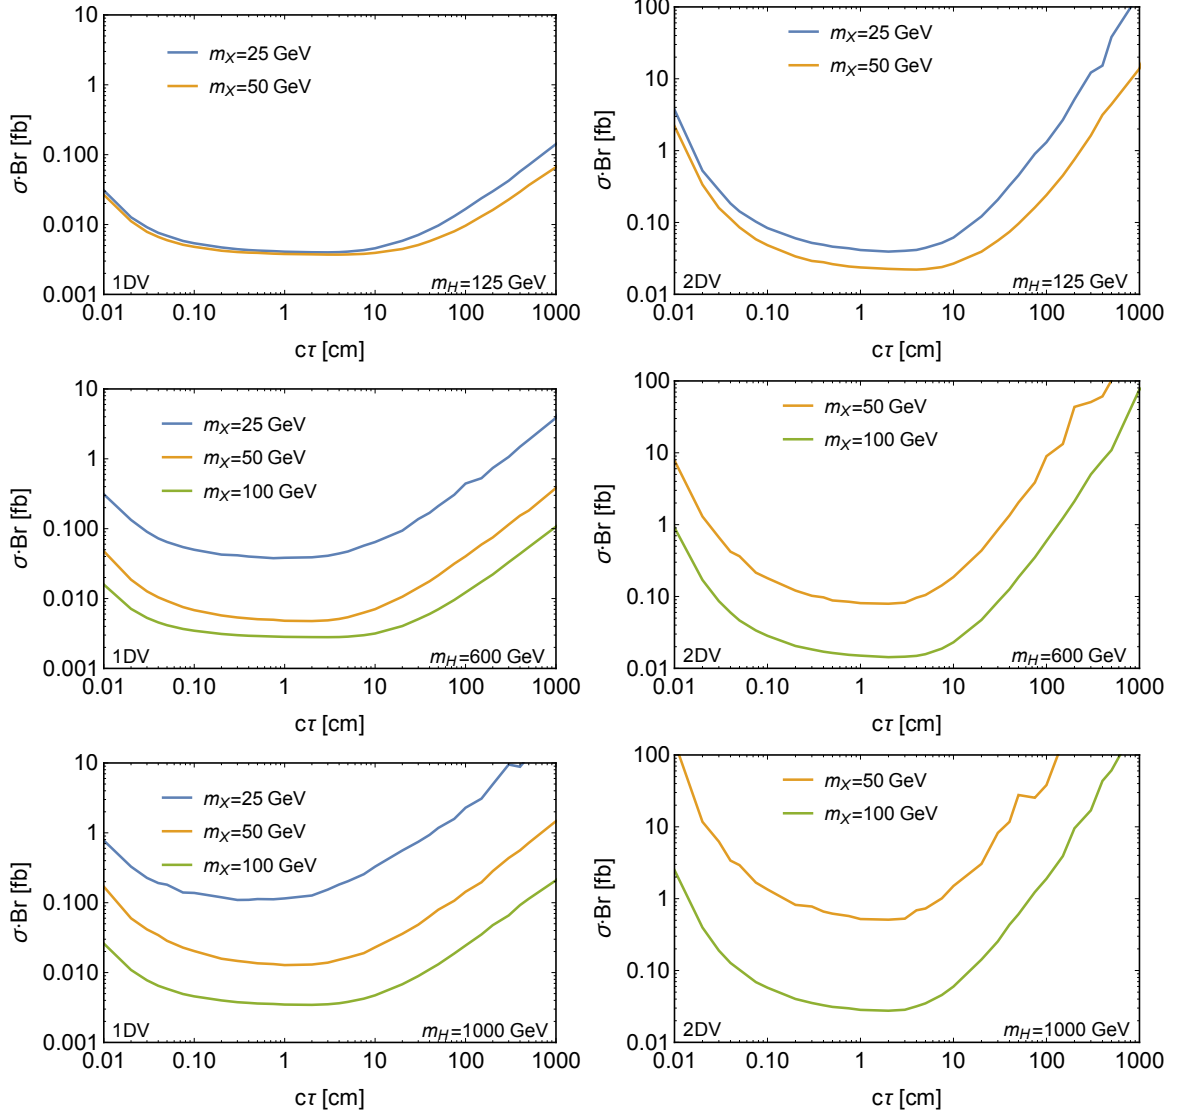 σ·Br [fb]
10
1
0.100
0.010
0.001
m_X=25 GeV
m_X=50 GeV
1DV
m_H=125 GeV
0.01 0.10 1 10 100 1000
cτ [cm]
σ·Br [fb]
100
10
1
0.10
0.01
m_X=25 GeV
m_X=50 GeV
2DV
m_H=125 GeV
0.01 0.10 1 10 100 1000
cτ [cm]
σ·Br [fb]
10
1
0.100
0.010
0.001
m_X=25 GeV
m_X=50 GeV
m_X=100 GeV
1DV
m_H=600 GeV
0.01 0.10 1 10 100 1000
cτ [cm]
σ·Br [fb]
100
10
1
0.10
0.01
m_X=50 GeV
m_X=100 GeV
2DV
m_H=600 GeV
0.01 0.10 1 10 100 1000
cτ [cm]
σ·Br [fb]
10
1
0.100
0.010
0.001
m_X=25 GeV
m_X=50 GeV
m_X=100 GeV
1DV
m_H=1000 GeV
0.01 0.10 1 10 100 1000
cτ [cm]
σ·Br [fb]
100
10
1
0.10
0.01
m_X=50 GeV
m_X=100 GeV
2DV
m_H=1000 GeV
0.01 0.10 1 10 100 1000
cτ [cm]